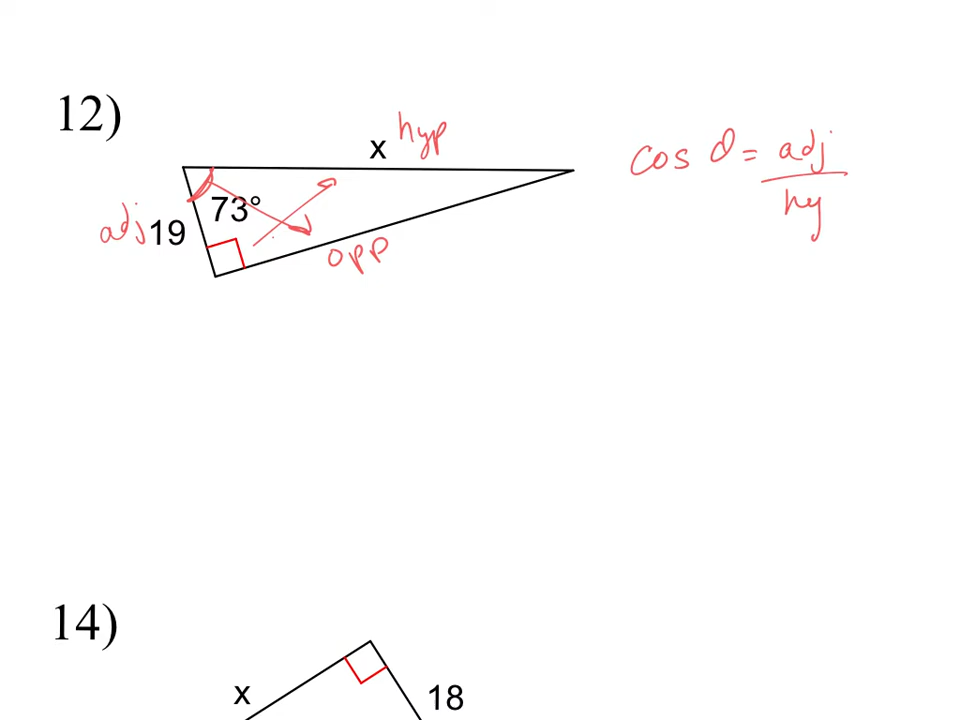 12)
x hyp
cos θ = adj
hy
73°
adj 19
opp
14)
x
18